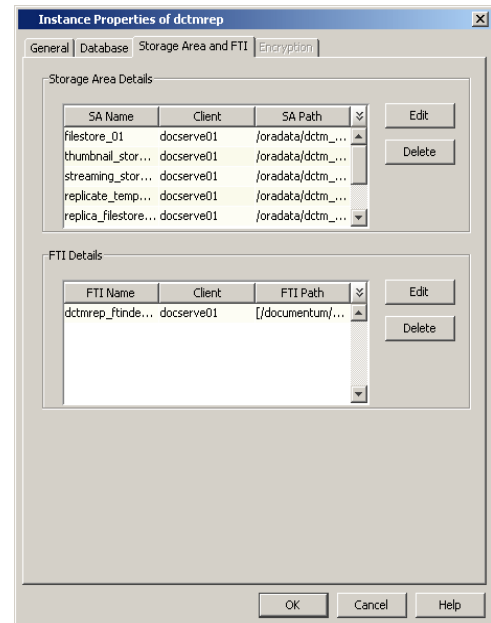 Instance Properties of dctmrep
General Database Storage Area and FTI Encryption
Storage Area Details
SA Name Client SA Path Edit
filestore_01 docserve01 /oradata/dctm_...
thumbnail_stor... docserve01 /oradata/dctm_... Delete
streaming_stor... docserve01 /oradata/dctm_...
replicate_temp... docserve01 /oradata/dctm_...
replica_filestore... docserve01 /oradata/dctm_...
FTI Details
FTI Name Client FTI Path Edit
dctmrep_ftinde... docserve01 [/documentum/...
Delete
OK Cancel Help